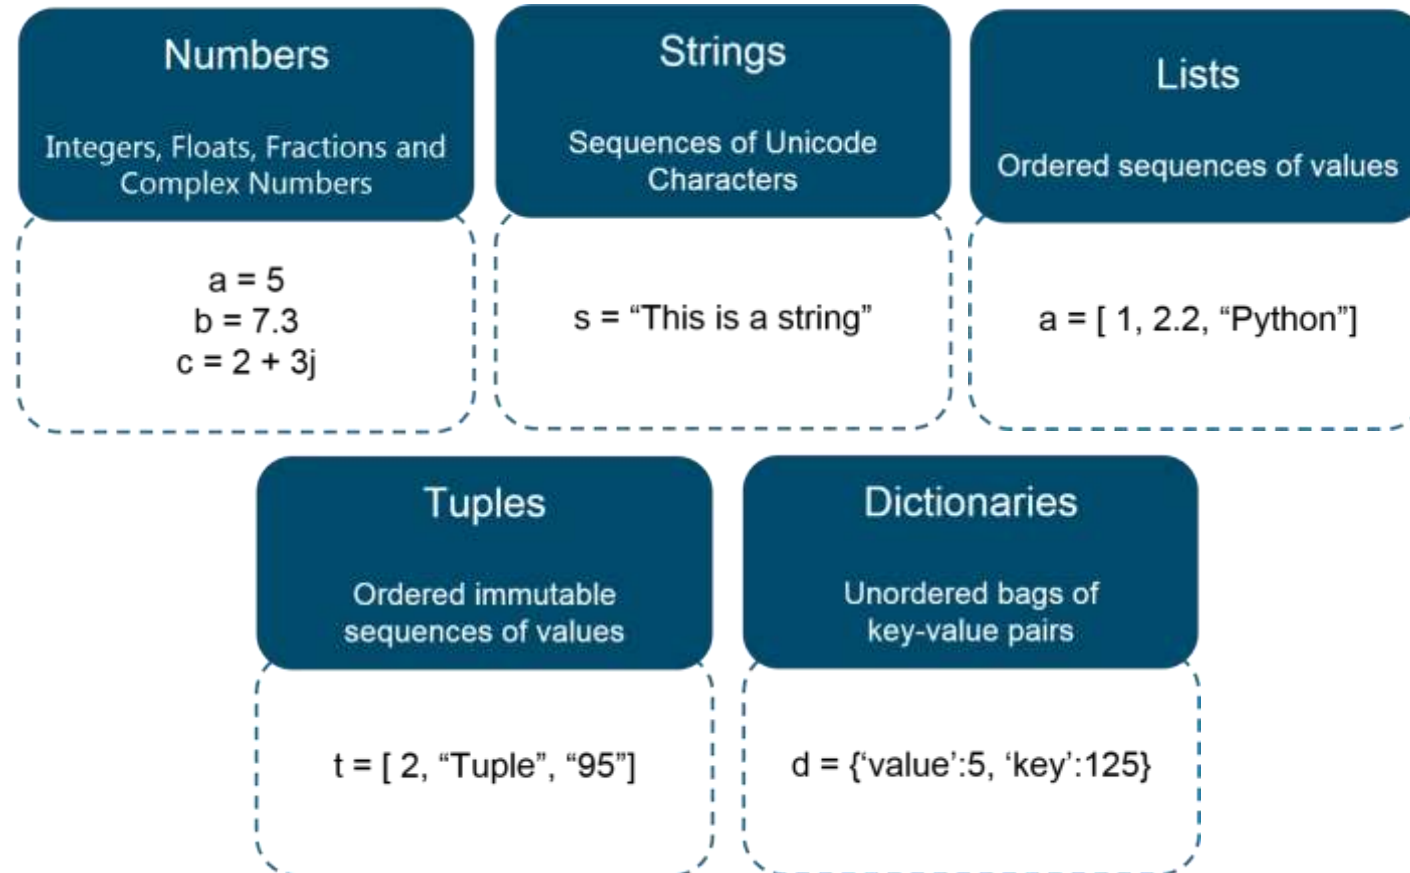 Numbers
Integers, Floats, Fractions and
Complex Numbers
a = 5
b = 7.3
c = 2 + 3j
Strings
Sequences of Unicode
Characters
s = “This is a string”
Lists
Ordered sequences of values
a = [ 1, 2.2, “Python”]
Tuples
Ordered immutable
sequences of values
t = [ 2, “Tuple”, “95”]
Dictionaries
Unordered bags of
key-value pairs
d = {‘value’:5, ‘key’:125}